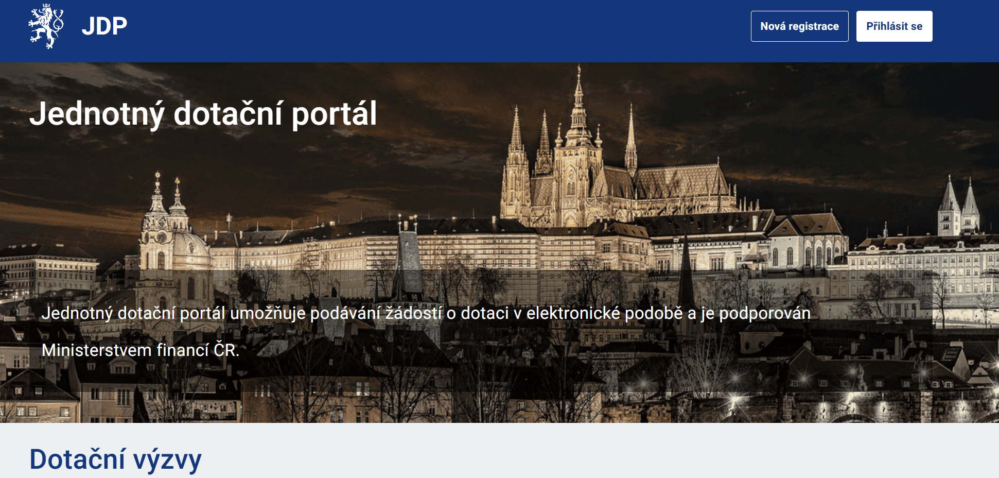 JDP
Nová registrace
Přihlásit se
Jednotný dotační portál
Jednotný dotační portál umožňuje podávání žádostí o dotaci v elektronické podobě a je podporován
Ministerstvem financí ČR.
Dotační výzvy